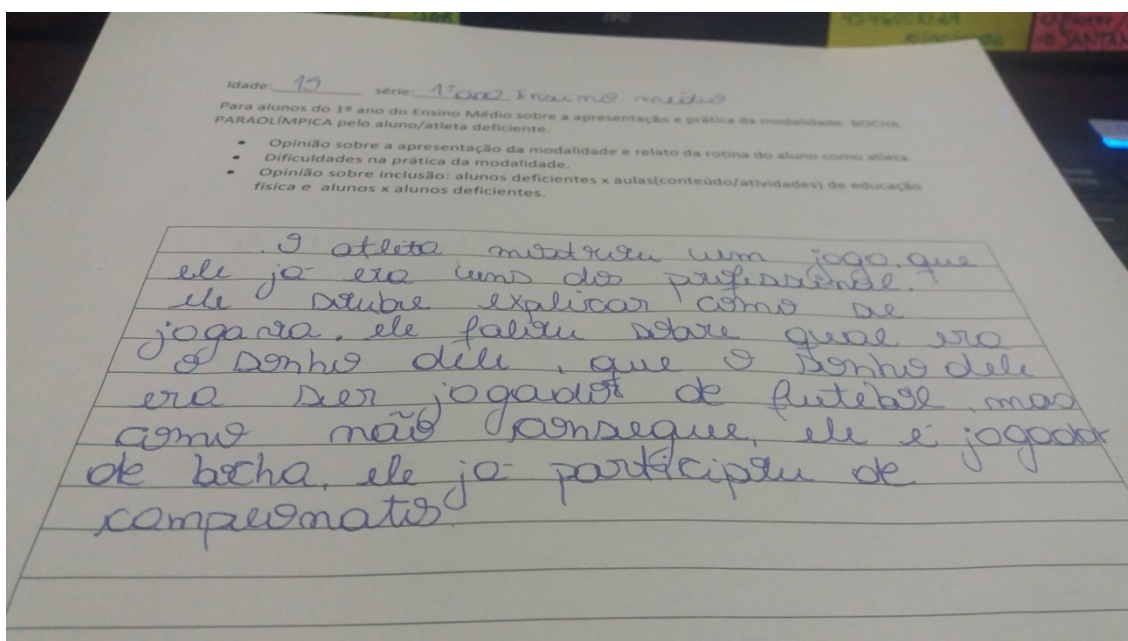 Idade: 15 série: 1º ano Ensino médio
Para alunos do 1º ano do Ensino Médio sobre a apresentação e prática da modalidade: BOCHA
PARAOLÍMPICA pelo aluno/atleta deficiente.
• Opinião sobre a apresentação da modalidade e relato da rotina do aluno como atleta.
• Dificuldades na prática da modalidade.
• Opinião sobre inclusão: alunos deficientes x aulas(conteúdo/atividades) de educação
física e alunos x alunos deficientes.
O atleta mostrou um jogo que
ele ja era uns dos profissional.
ele soube explicar como se
jogava, ele falou sobre qual era
o sonho dele, que o sonho dele
era ser jogador de futebol mas
como não consegue, ele é jogador
de bocha, ele ja participou de
campeonatos